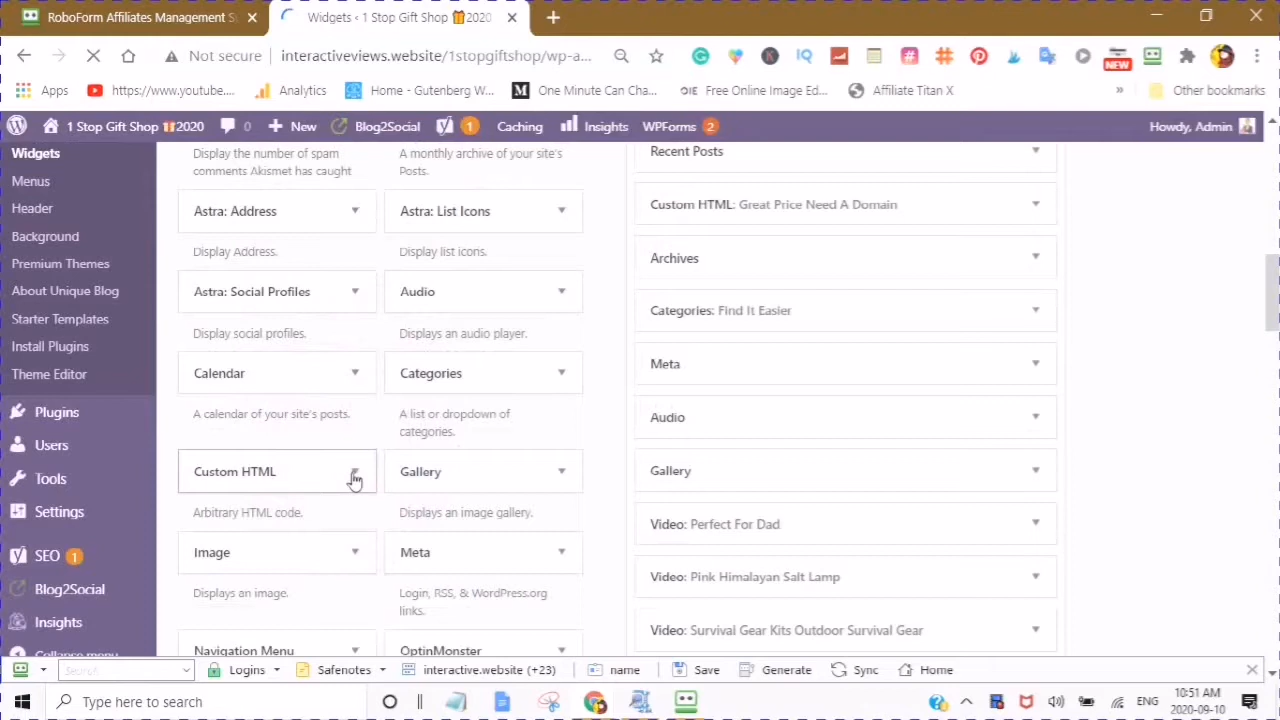 RoboForm Affiliates Management S
Widgets ‹ 1 Stop Gift Shop 🎁2020
Not secure
interactiveviews.website/1stopgiftshop/wp-a...
NEW
Apps
https://www.youtube....
Analytics
Home - Gutenberg W...
One Minute Can Cha...
Free Online Image Ed...
Affiliate Titan X
»
Other bookmarks
1 Stop Gift Shop 🎁2020
0
New
Blog2Social
1
Caching
Insights
WPForms 2
Howdy, Admin
Widgets
Menus
Header
Background
Premium Themes
About Unique Blog
Starter Templates
Install Plugins
Theme Editor
Plugins
Users
Tools
Settings
SEO 1
Blog2Social
Insights
Collapse menu
Display the number of spam
comments Akismet has caught
A monthly archive of your site's
Posts.
Astra: Address
Astra: List Icons
Display Address.
Display list icons.
Astra: Social Profiles
Audio
Display social profiles.
Displays an audio player.
Calendar
Categories
A calendar of your site's posts.
A list or dropdown of
categories.
Custom HTML
Gallery
Arbitrary HTML code.
Displays an image gallery.
Image
Meta
Displays an image.
Login, RSS, & WordPress.org
links.
Navigation Menu
OptinMonster
Recent Posts
Custom HTML: Great Price Need A Domain
Archives
Categories: Find It Easier
Meta
Audio
Gallery
Video: Perfect For Dad
Video: Pink Himalayan Salt Lamp
Video: Survival Gear Kits Outdoor Survival Gear
Search
Logins
Safenotes
interactive.website (+23)
name
Save
Generate
Sync
Home
Type here to search
ENG
10:51 AM
2020-09-10